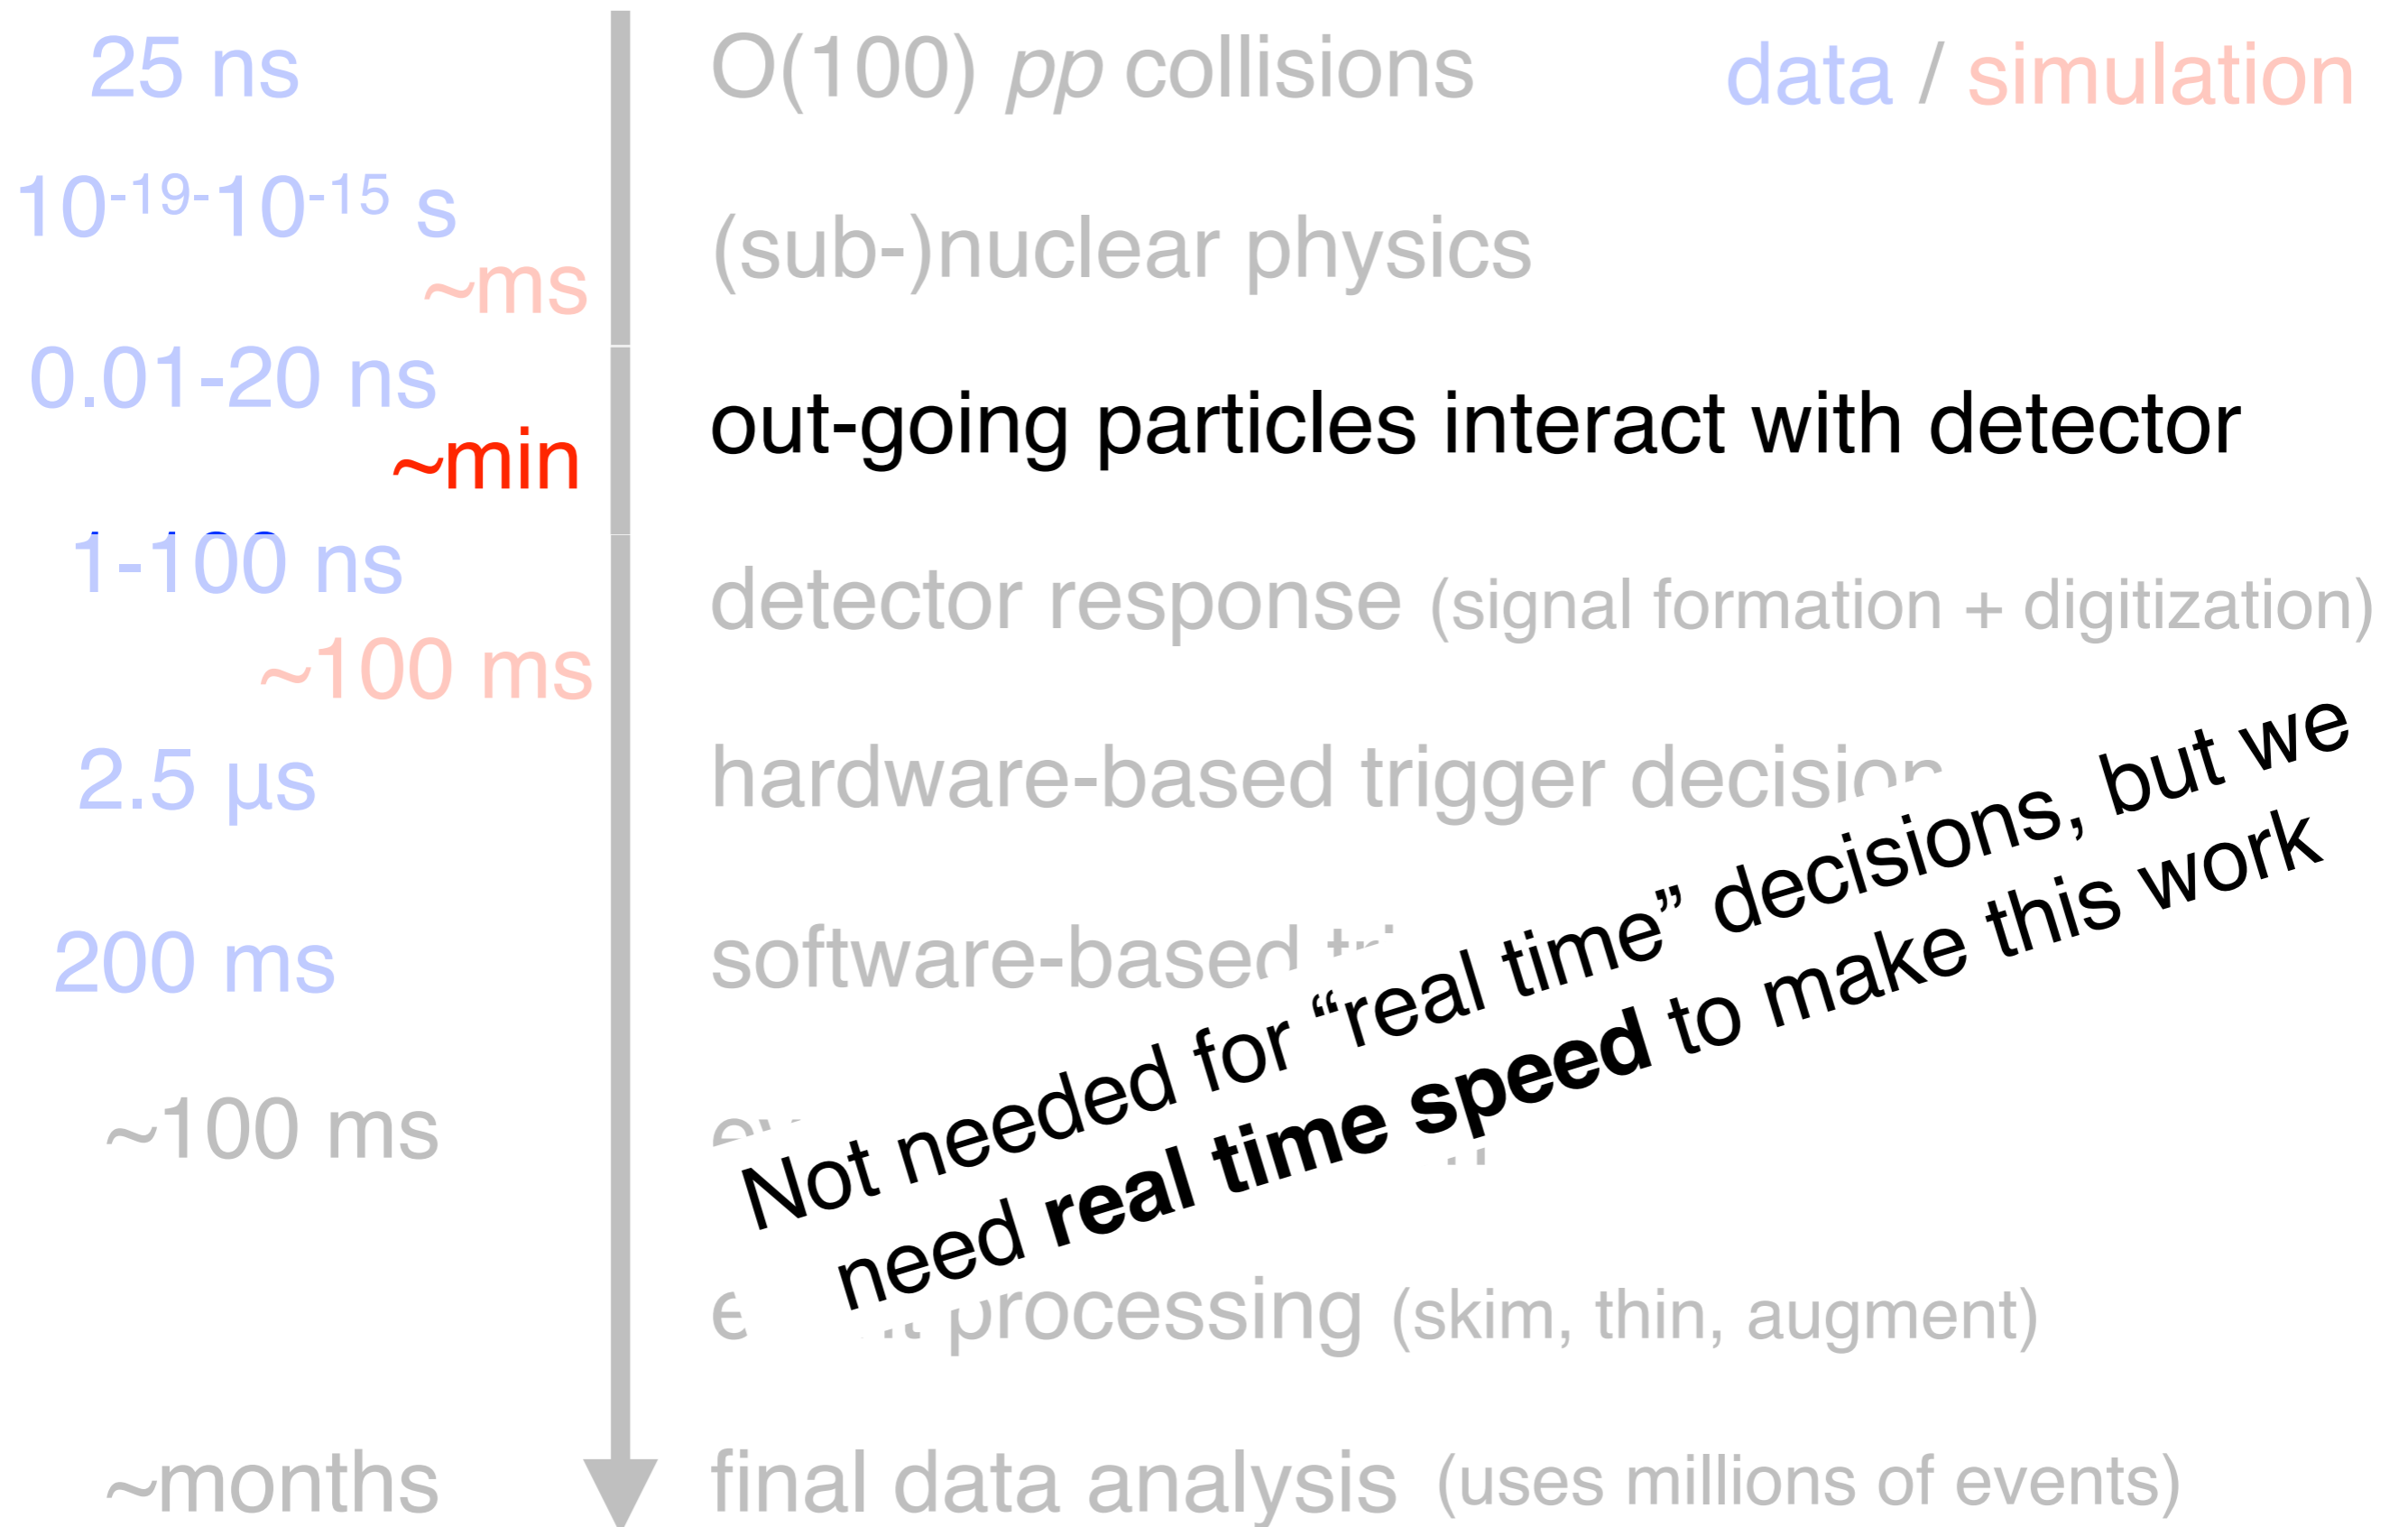 25 ns O(100) pp collisions data / simulation
10⁻¹⁹-10⁻¹⁵ s
(sub-)nuclear physics
~ms
0.01-20 ns
out-going particles interact with detector
~min
1-100 ns
detector response (signal formation + digitization)
~100 ms
2.5 µs hardware-based trigger decision
200 ms software-based
~100 ms
Not needed for “real time” decisions, but we
need real time speed to make this work
processing (skim, thin, augment)
~months final data analysis (uses millions of events)